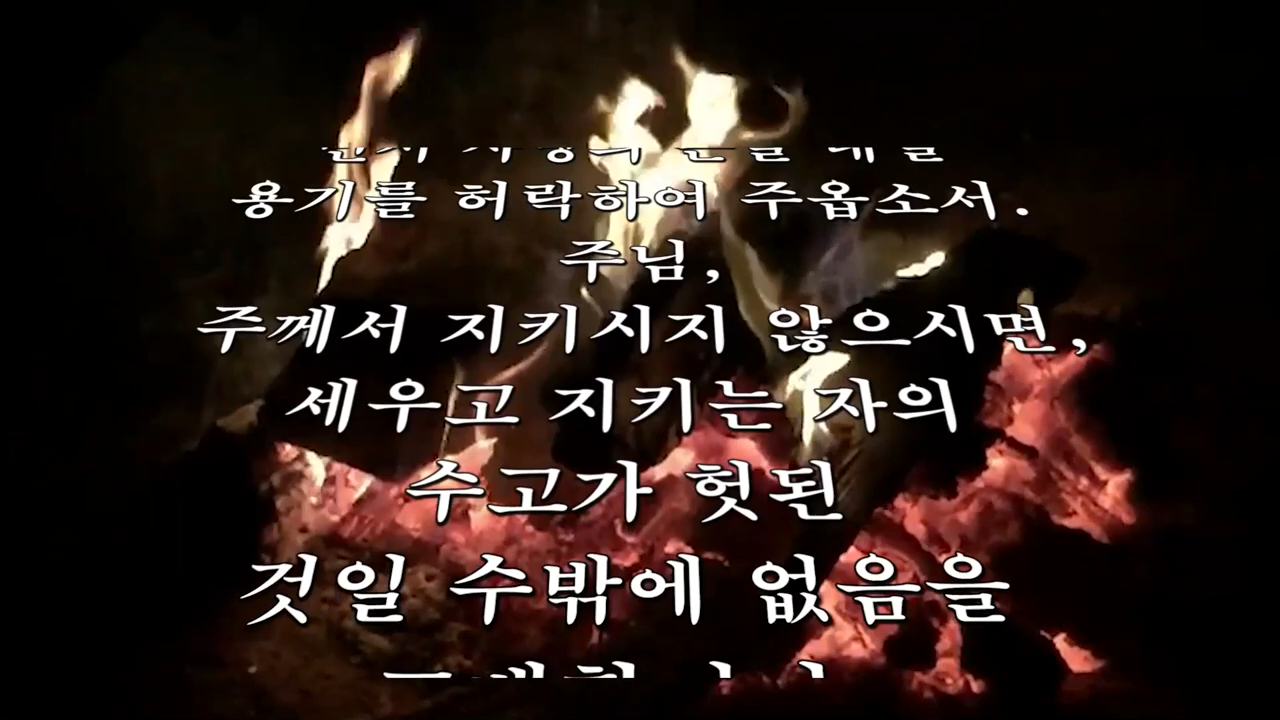 용기를 허락하여 주옵소서.
주님,
주께서 지키시지 않으시면,
세우고 지키는 자의
수고가 헛된
것일 수밖에 없음을